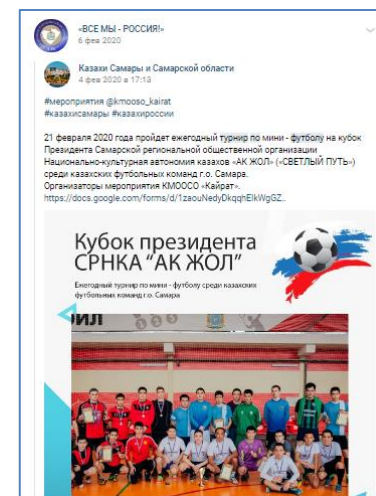 «ВСЕ МЫ - РОССИЯ!»
6 фев 2020
Казахи Самары и Самарской области
4 фев 2020 в 17:13
#мероприятия @kmooso_kairat
#казахисамары #казахироссии
21 февраля 2020 года пройдет ежегодный турнир по мини - футболу на кубок
Президента Самарской региональной общественной организации
Национально-культурная автономия казахов «АК ЖОЛ» («СВЕТЛЫЙ ПУТЬ»)
среди казахских футбольных команд г.о. Самара.
Организаторы мероприятия КМООСО «Кайрат».
https://docs.google.com/forms/d/1zaouNedyDkqqhElkWgGZ..
Кубок президента
СРНКА "АК ЖОЛ"
Ежегодный турнир по мини - футболу среди казахских
футбольных команд г.о. Самара